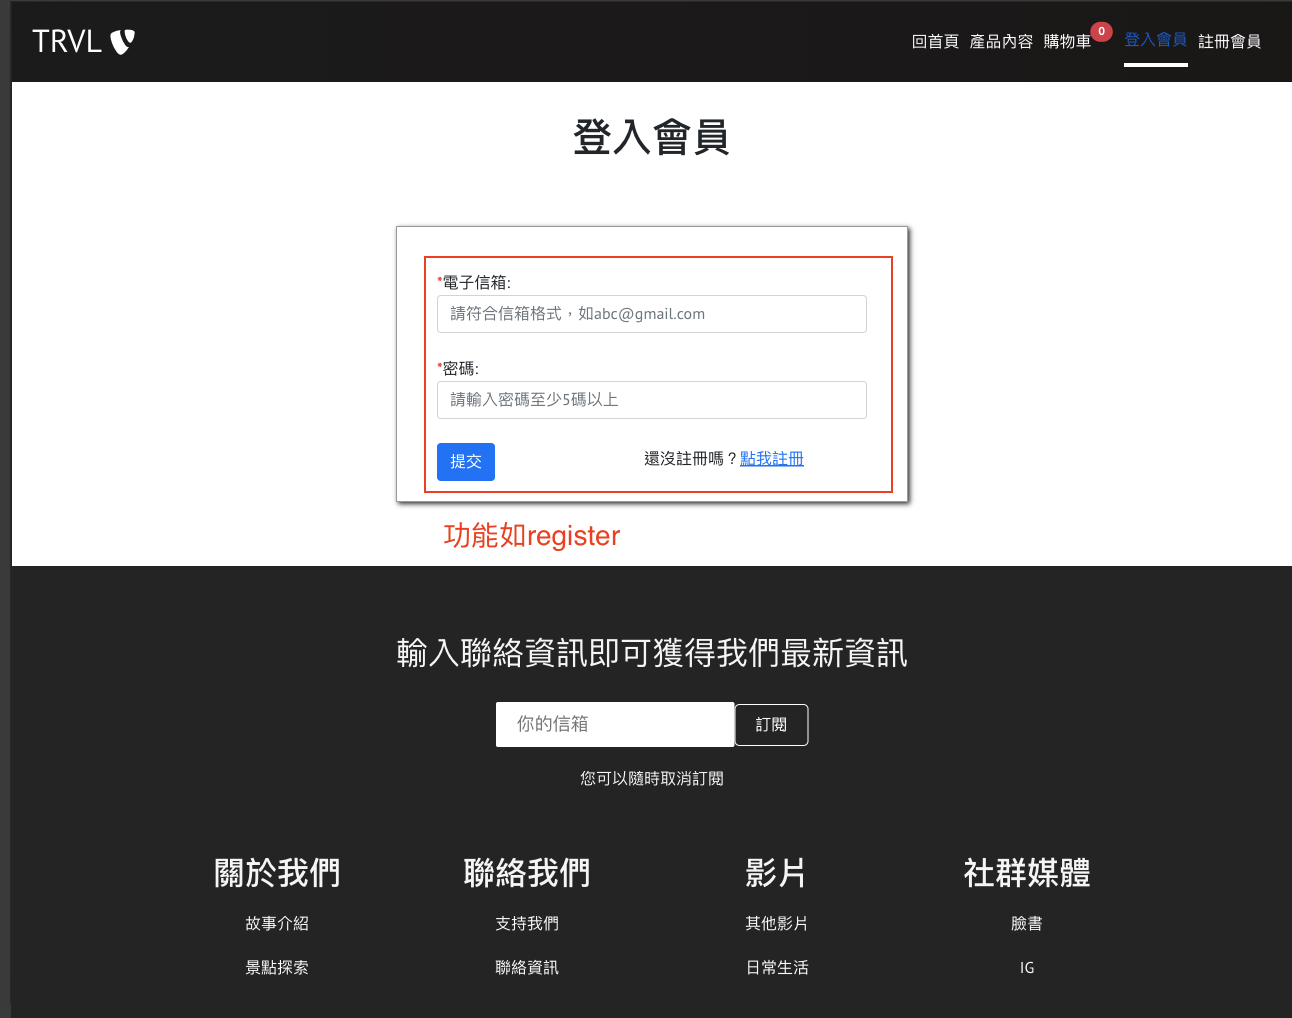 TRVL
回首頁 產品內容 購物車 0 登入會員 註冊會員
登入會員
*電子信箱:
請符合信箱格式，如abc@gmail.com
*密碼:
請輸入密碼至少5碼以上
提交 還沒註冊嗎？點我註冊
功能如register
輸入聯絡資訊即可獲得我們最新資訊
你的信箱 訂閱
您可以隨時取消訂閱
關於我們 聯絡我們 影片 社群媒體
故事介紹 支持我們 其他影片 臉書
景點探索 聯絡資訊 日常生活 IG